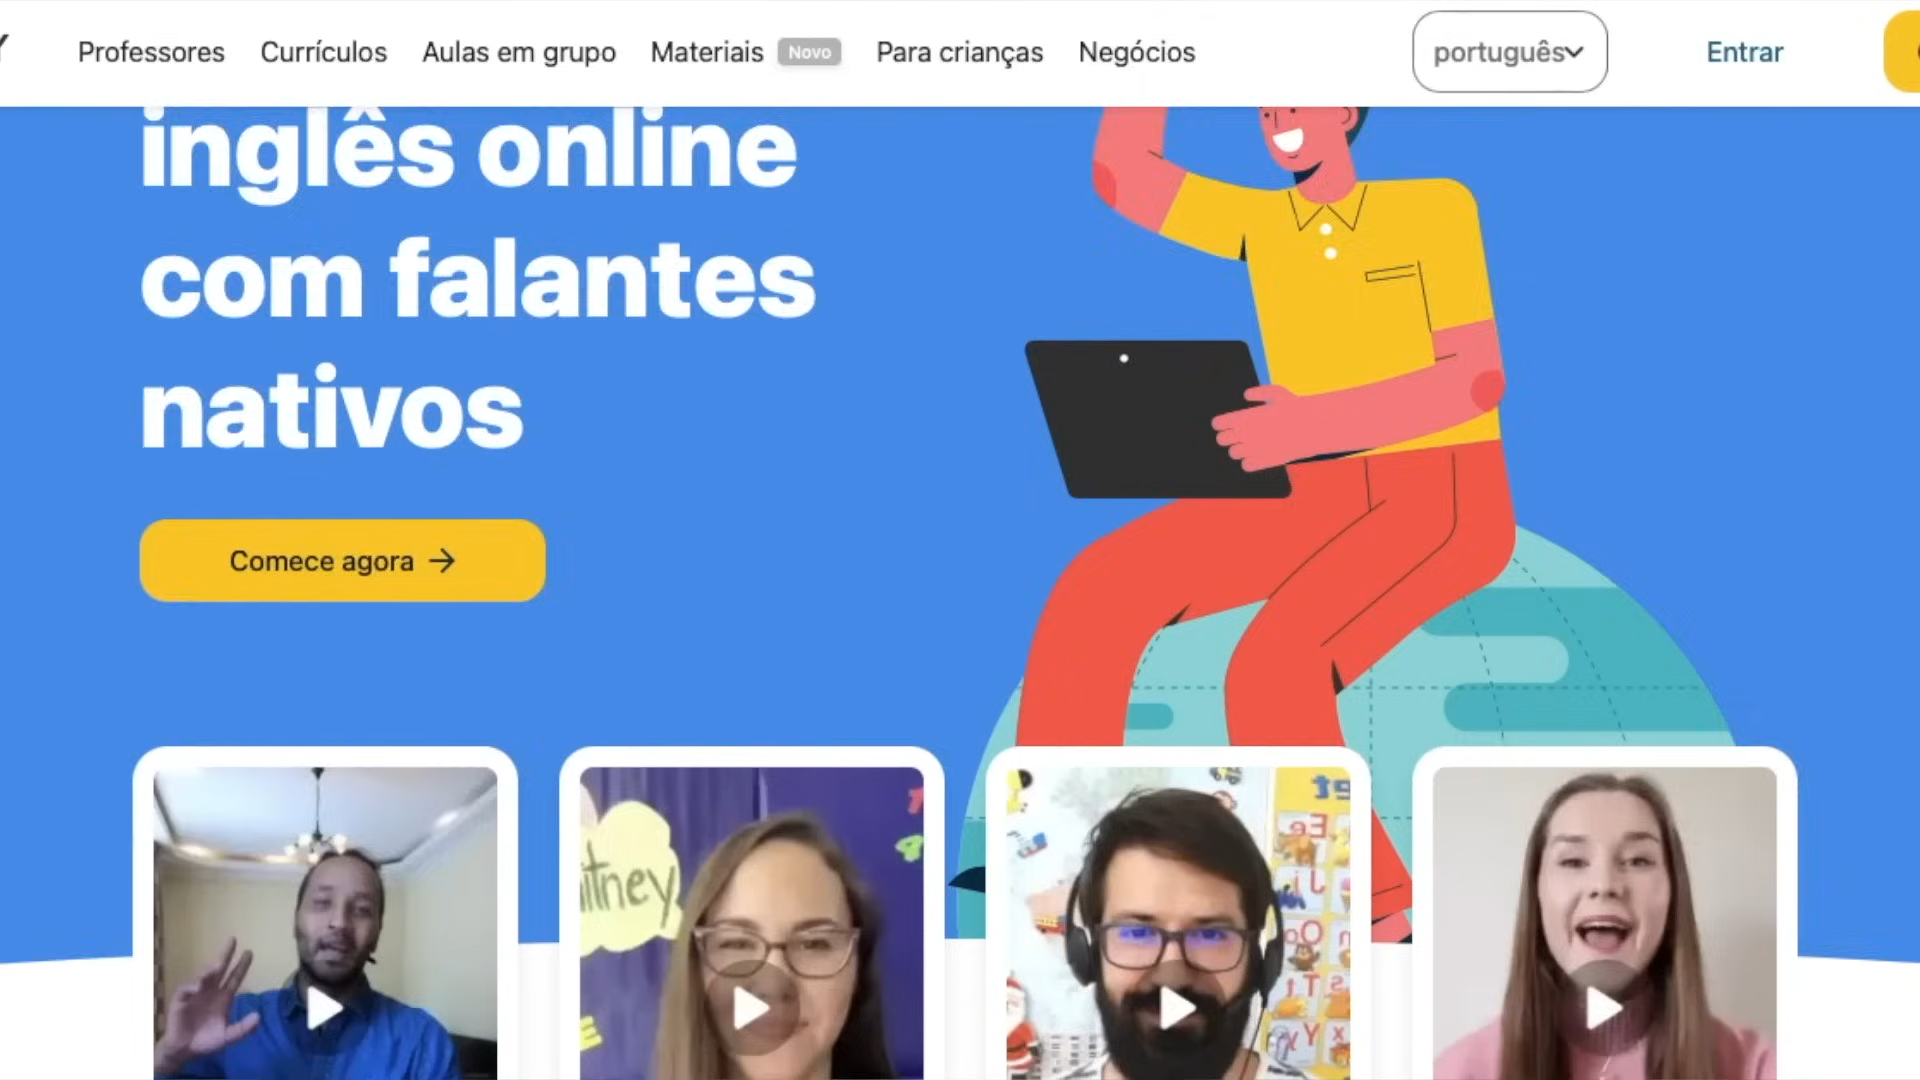 Professores Currículos Aulas em grupo Materiais Novo Para crianças Negócios português Entrar
inglês online
com falantes
nativos
Comece agora →